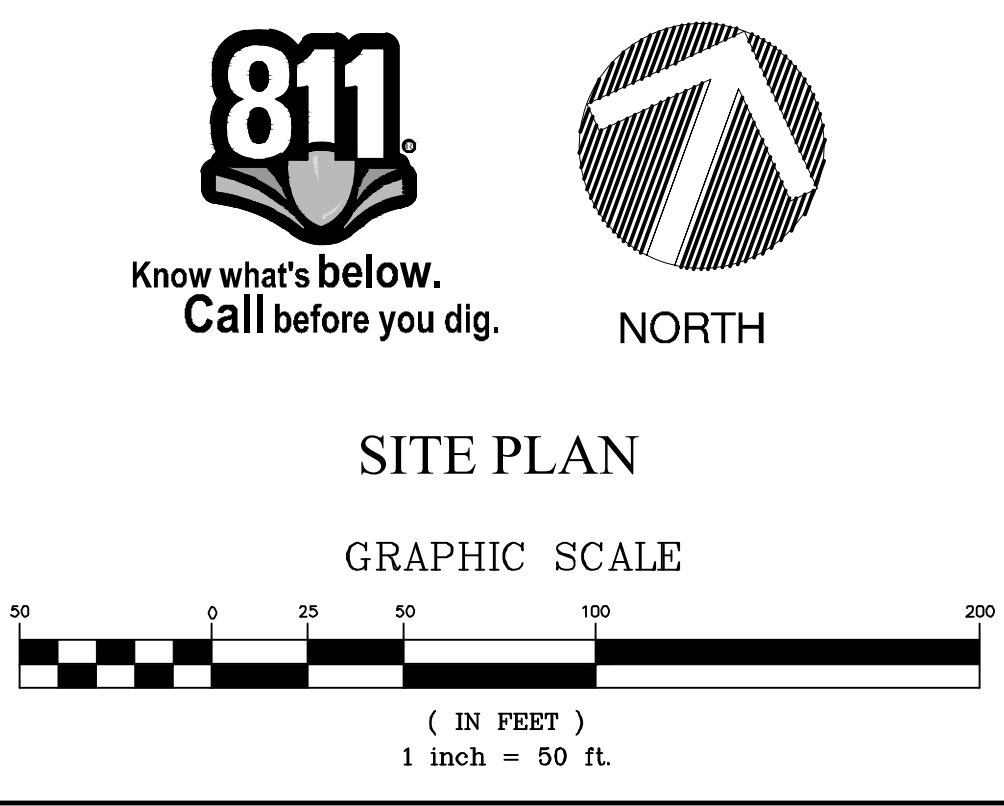 811®
Know what's below.
Call before you dig.
NORTH
SITE PLAN
GRAPHIC SCALE
50 0 25 50 100 200
( IN FEET )
1 inch = 50 ft.